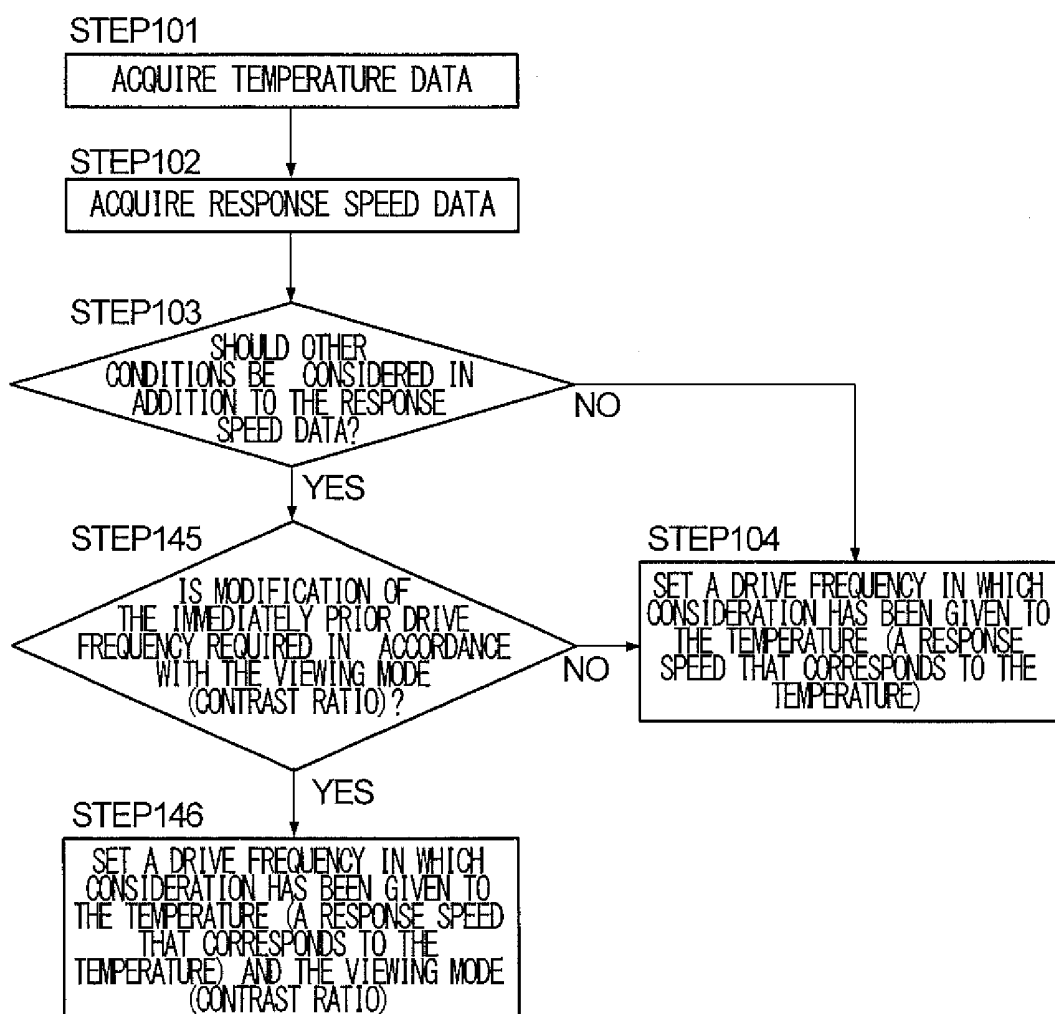 STEP101
ACQUIRE TEMPERATURE DATA
STEP102
ACQUIRE RESPONSE SPEED DATA
STEP103
SHOULD OTHER
CONDITIONS BE CONSIDERED IN
ADDITION TO THE RESPONSE
SPEED DATA?
NO
YES
STEP145
IS MODIFICATION OF
THE IMMEDIATELY PRIOR DRIVE
FREQUENCY REQUIRED IN ACCORDANCE
WITH THE VIEWING MODE
(CONTRAST RATIO)?
NO
STEP104
SET A DRIVE FREQUENCY IN WHICH
CONSIDERATION HAS BEEN GIVEN TO
THE TEMPERATURE (A RESPONSE
SPEED THAT CORRESPONDS TO THE
TEMPERATURE)
YES
STEP146
SET A DRIVE FREQUENCY IN WHICH
CONSIDERATION HAS BEEN GIVEN TO
THE TEMPERATURE (A RESPONSE SPEED
THAT CORRESPONDS TO THE
TEMPERATURE) AND THE VIEWING MODE
(CONTRAST RATIO)